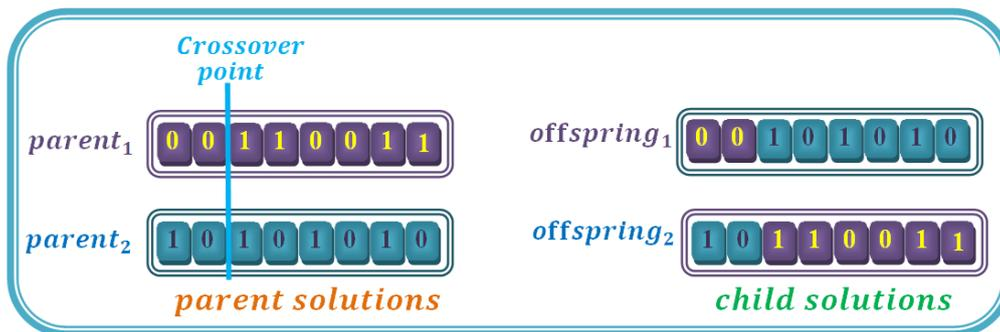 Crossover
point
parent1 0 0 1 1 0 0 1 1
offspring1 0 0 1 0 1 0 1 0
parent2 1 0 1 0 1 0 1 0
offspring2 1 0 1 1 0 0 1 1
parent solutions
child solutions